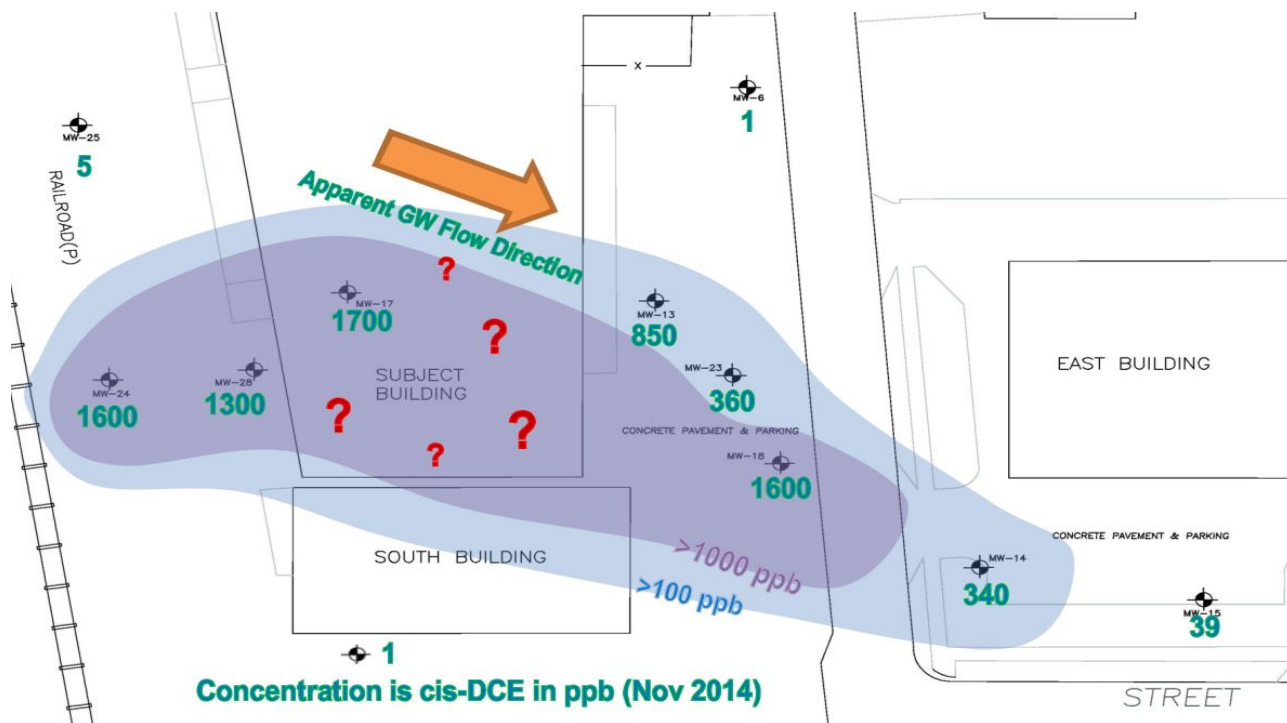 X
MW-6
1
MW-25
5
RAILROAD(P)
Apparent GW Flow Direction
?
MW-17
1700
?
MW-13
850
MW-24
1600
MW-28
1300
SUBJECT
BUILDING
?
?
?
MW-23
360
EAST BUILDING
CONCRETE PAVEMENT & PARKING
MW-18
1600
SOUTH BUILDING
>1000 ppb
>100 ppb
CONCRETE PAVEMENT & PARKING
MW-14
340
MW-15
39
1
Concentration is cis-DCE in ppb (Nov 2014)
STREET